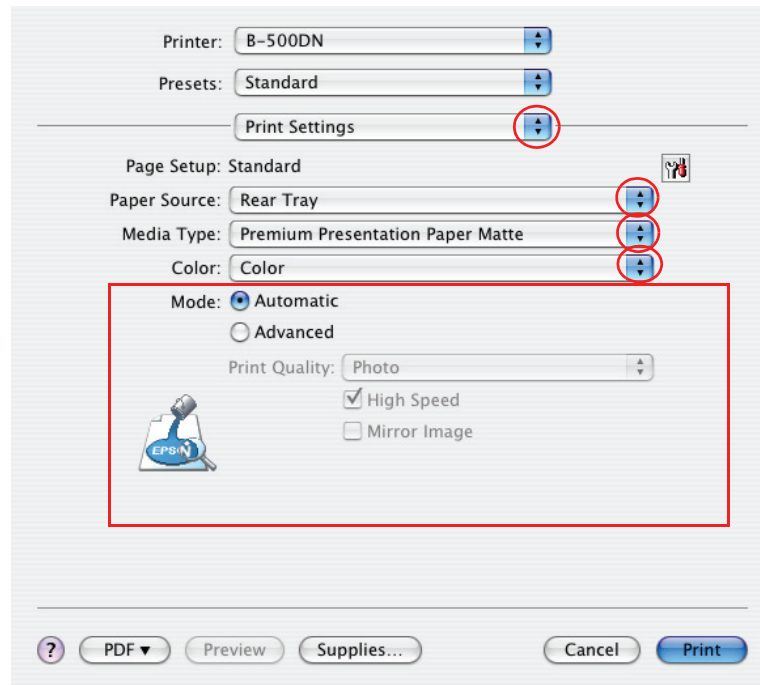 Printer: B-500DN
Presets: Standard
Print Settings
Page Setup: Standard
Paper Source: Rear Tray
Media Type: Premium Presentation Paper Matte
Color: Color
Mode: Automatic
Advanced
Print Quality: Photo
High Speed
Mirror Image
EPSON
? PDF Preview Supplies... Cancel Print